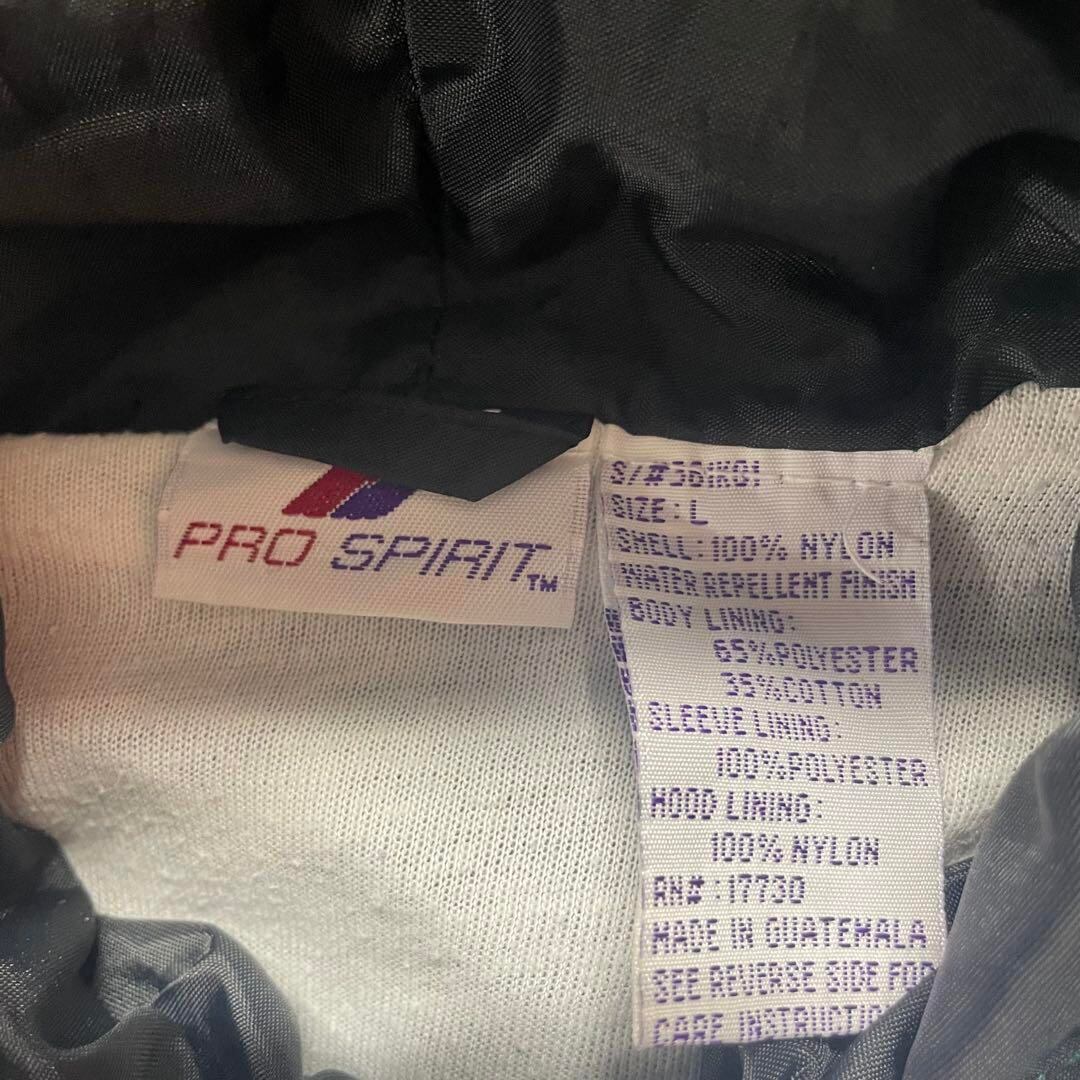 PRO SPIRIT™
SIZE: L
SHELL: 100% NYLON
WATER REPELLENT FINISH
BODY LINING:
65% POLYESTER
35% COTTON
SLEEVE LINING:
100% POLYESTER
HOOD LINING:
100% NYLON
RN#: 17730
MADE IN GUATEMALA
SEE REVERSE SIDE FOR
CARE